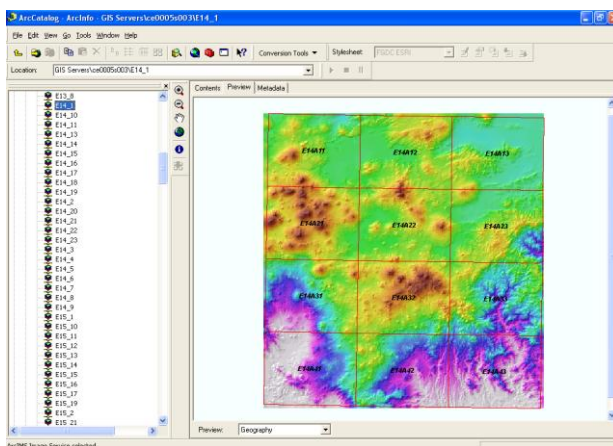 ArcCatalog - ArcInfo - GIS Servers\ce0005s003\E14_1
File Edit View Go Tools Window Help
Conversion Tools Stylesheet: FGDC ESRI
Location: GIS Servers\ce0005s003\E14_1
Contents Preview Metadata
E13_8
E14_1
E14_10
E14_11
E14_13
E14_14
E14_15
E14_16
E14_17
E14_18
E14_19
E14_2
E14_20
E14_21
E14_22
E14_23
E14_3
E14_4
E14_5
E14_6
E14_7
E14_8
E14_9
E15_1
E15_10
E15_11
E15_12
E15_13
E15_14
E15_15
E15_16
E15_17
E15_19
E15_2
E15_21
E14A11 E14A12 E14A13
E14A21 E14A22 E14A23
E14A31 E14A32 E14A33
E14A41 E14A42 E14A43
Preview: Geography
ArcIMS Image Service selected